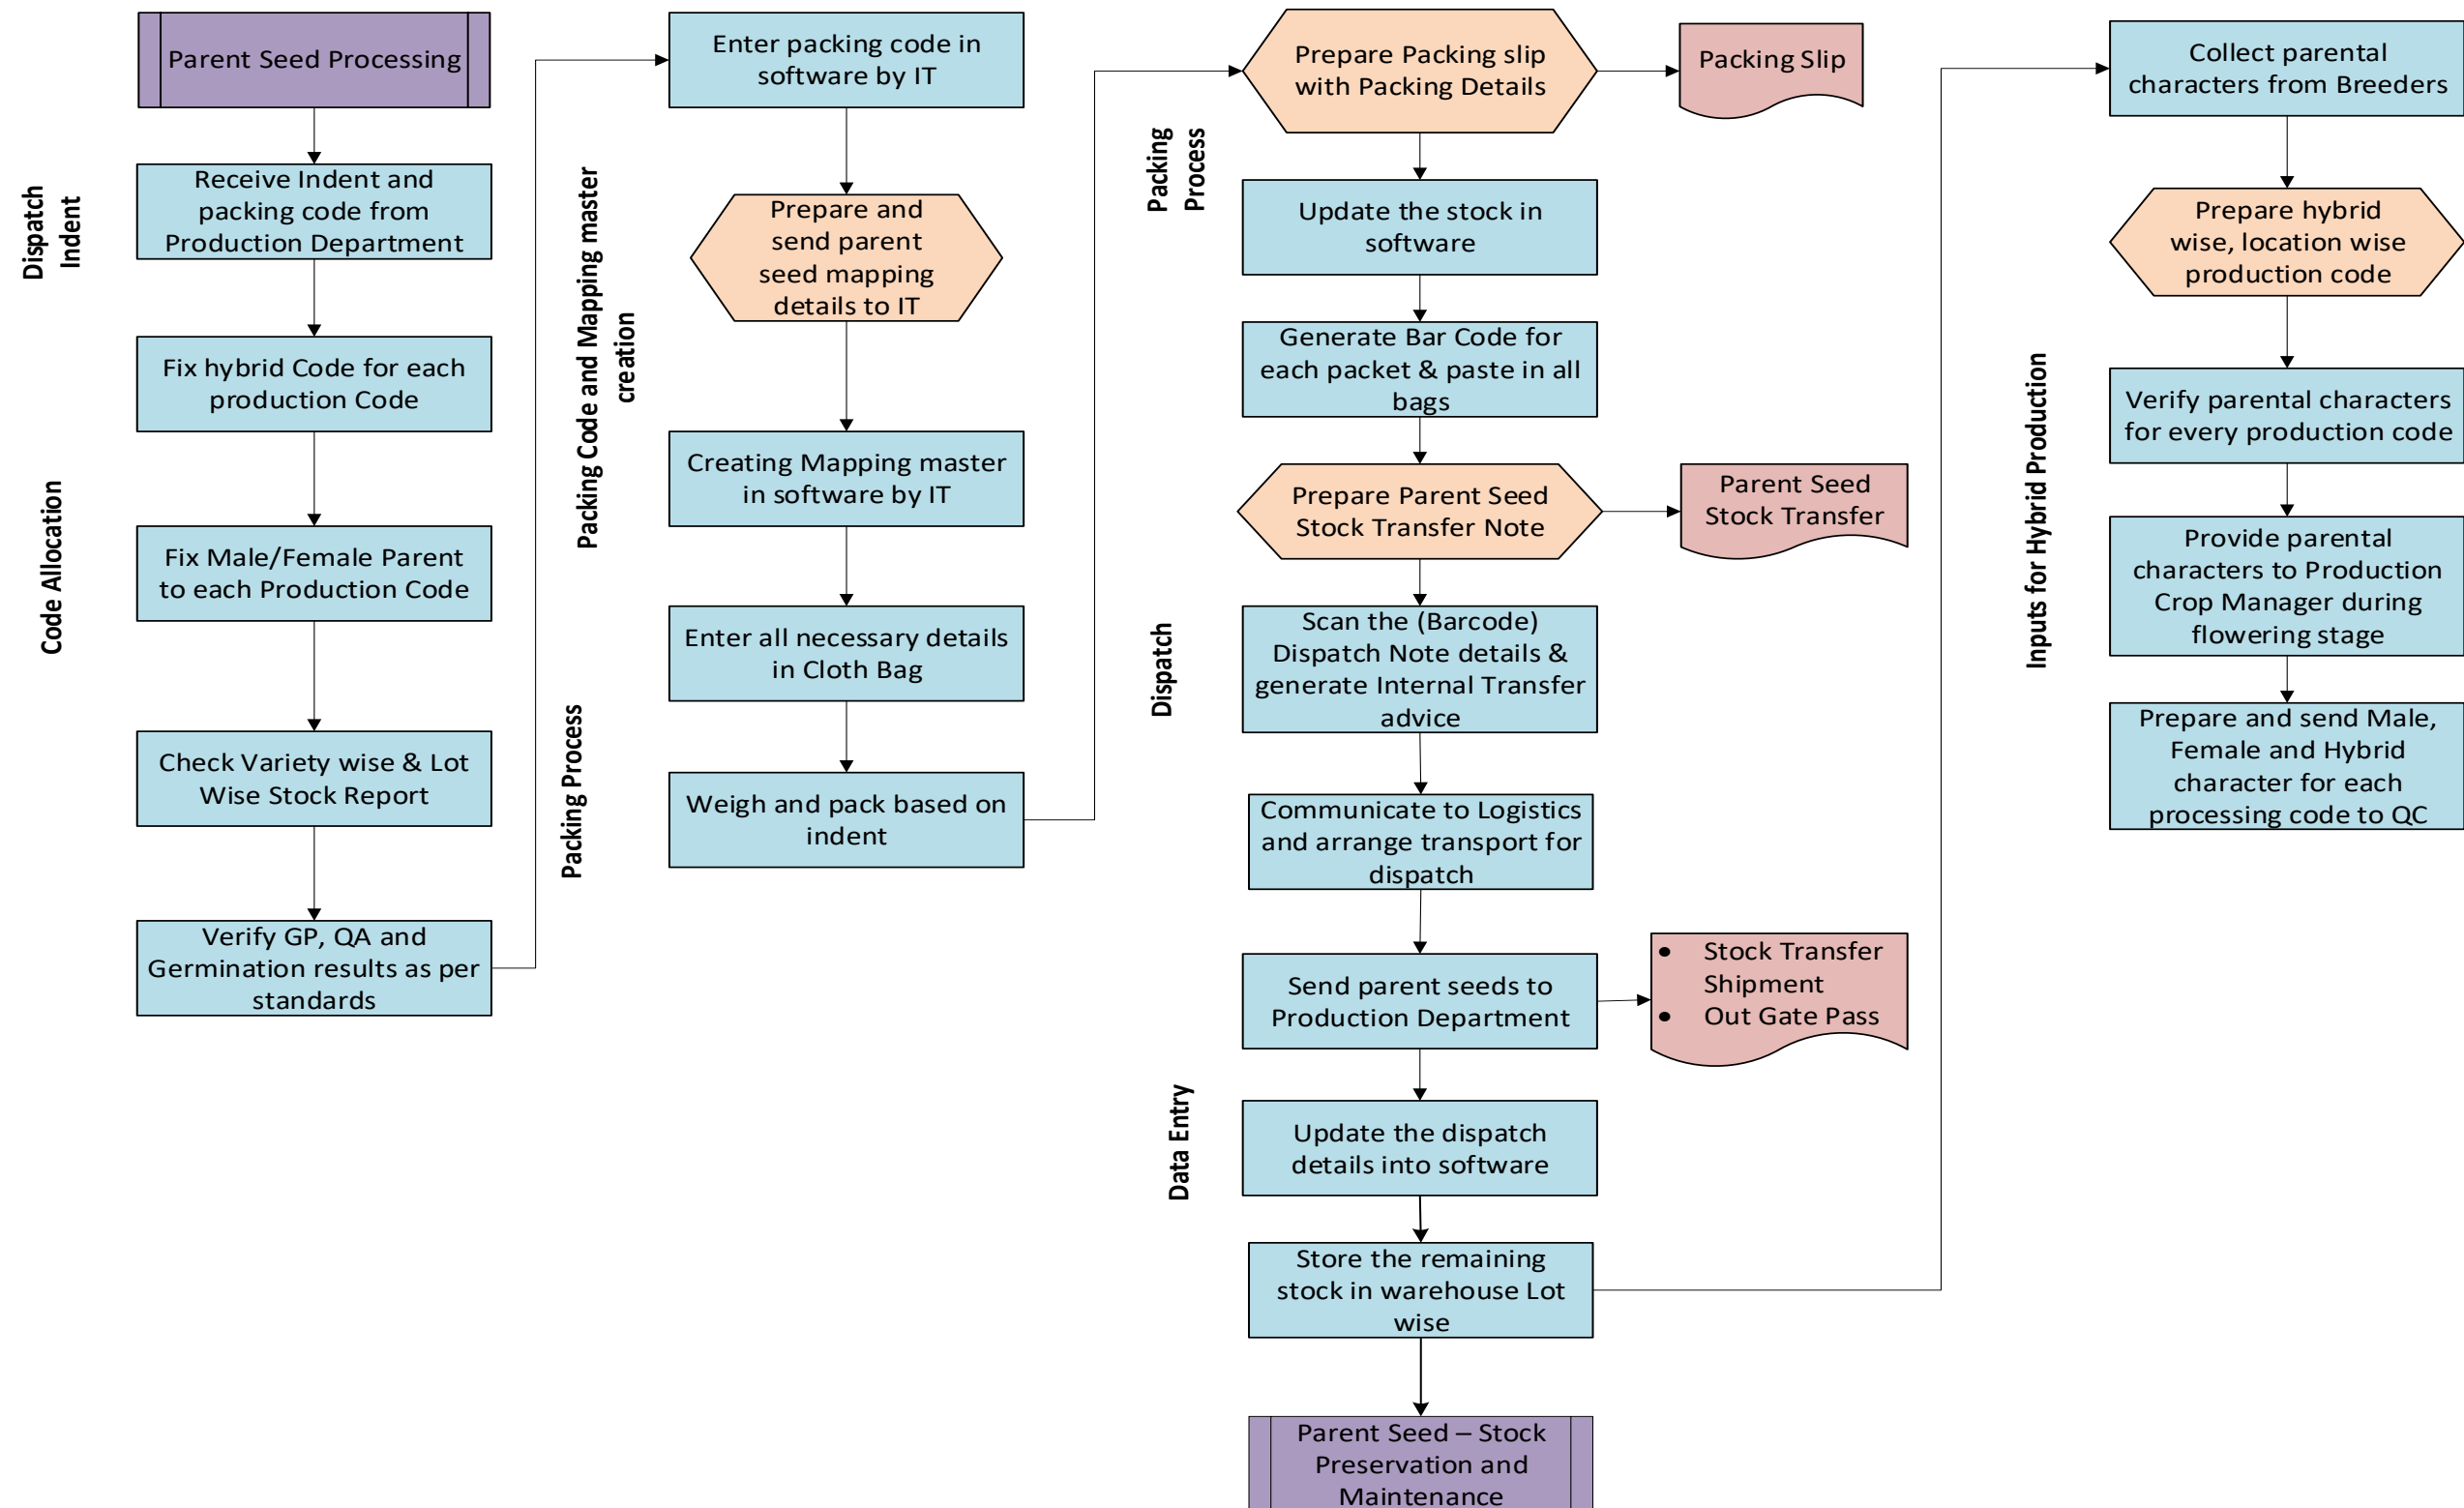 Parent Seed Processing
Dispatch
Indent
Receive Indent and
packing code from
Production Department
Fix hybrid Code for each
production Code
Code Allocation
Fix Male/Female Parent
to each Production Code
Check Variety wise & Lot
Wise Stock Report
Verify GP, QA and
Germination results as per
standards
Enter packing code in
software by IT
Packing Code and Mapping master
creation
Prepare and
send parent
seed mapping
details to IT
Creating Mapping master
in software by IT
Enter all necessary details
in Cloth Bag
Packing Process
Weigh and pack based on
indent
Prepare Packing slip
with Packing Details
Packing Slip
Packing
Process
Update the stock in
software
Generate Bar Code for
each packet & paste in all
bags
Prepare Parent Seed
Stock Transfer Note
Parent Seed
Stock Transfer
Dispatch
Scan the (Barcode)
Dispatch Note details &
generate Internal Transfer
advice
Communicate to Logistics
and arrange transport for
dispatch
Send parent seeds to
Production Department
• Stock Transfer
Shipment
• Out Gate Pass
Data Entry
Update the dispatch
details into software
Store the remaining
stock in warehouse Lot
wise
Parent Seed – Stock
Preservation and
Maintenance
Collect parental
characters from Breeders
Prepare hybrid
wise, location wise
production code
Inputs for Hybrid Production
Verify parental characters
for every production code
Provide parental
characters to Production
Crop Manager during
flowering stage
Prepare and send Male,
Female and Hybrid
character for each
processing code to QC